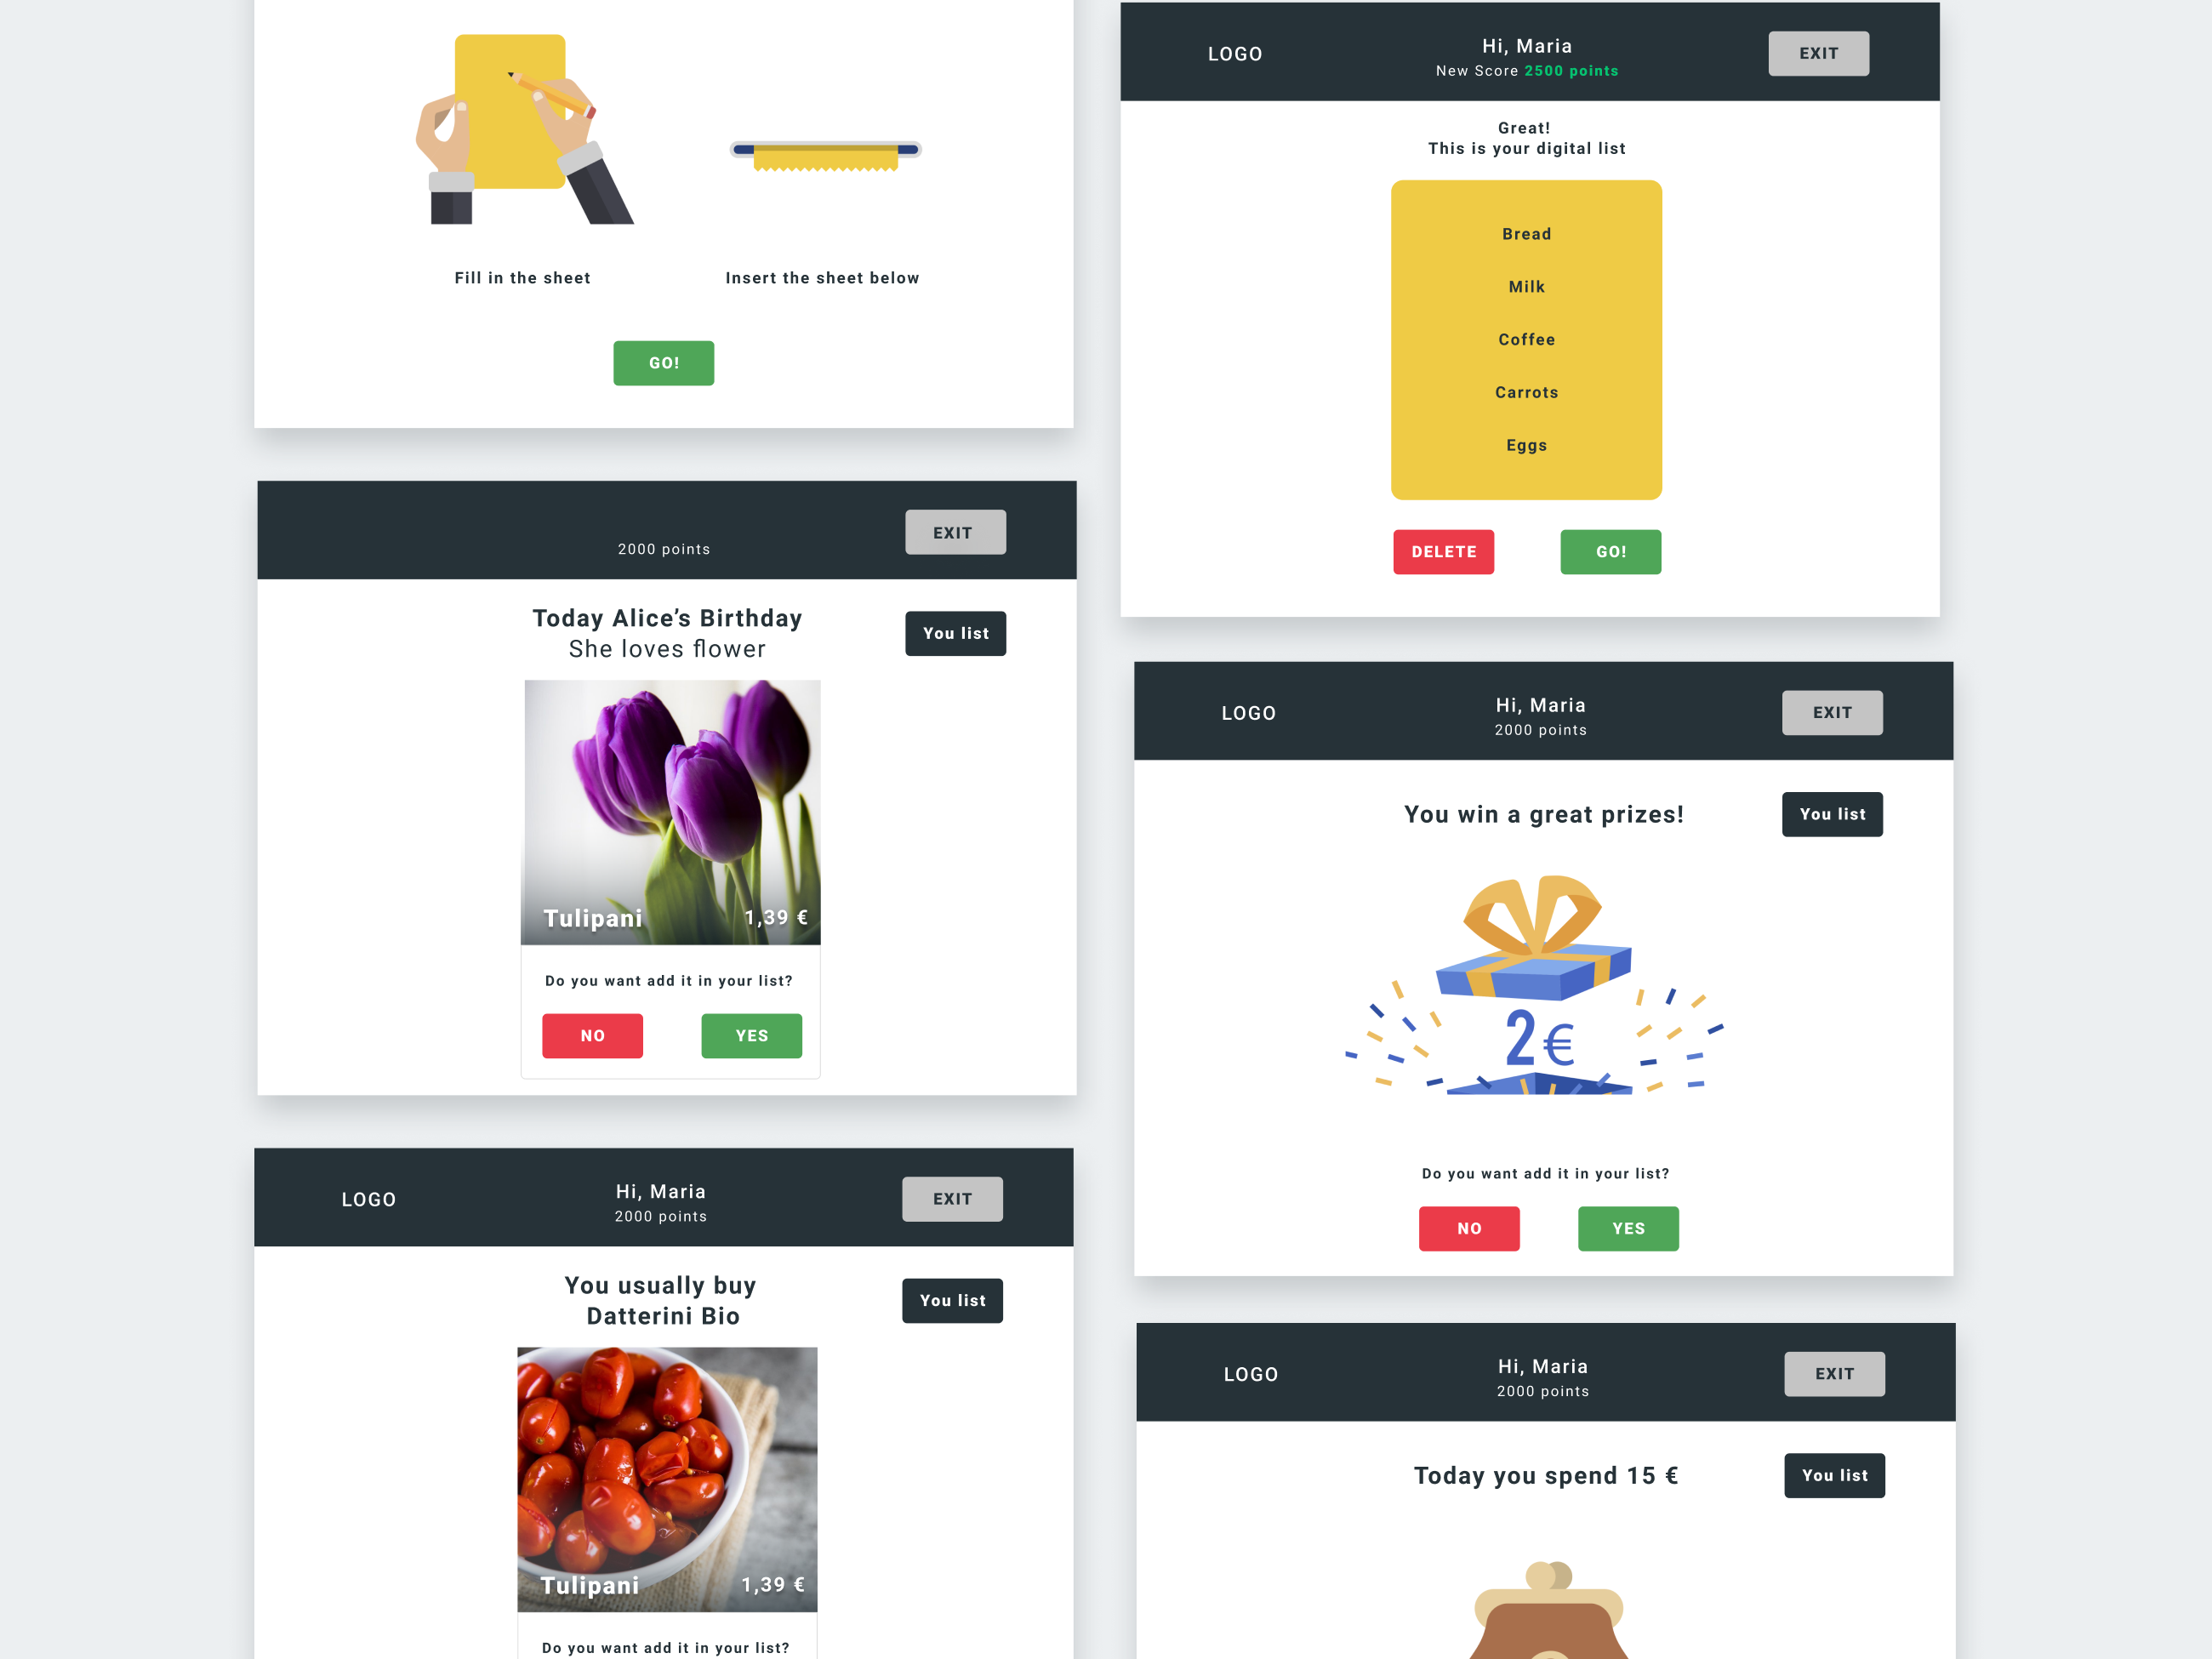 Fill in the sheet
Insert the sheet below
GO!
2000 points
EXIT
Today Alice’s Birthday
She loves flower
You list
Tulipani
1,39 €
Do you want add it in your list?
NO
YES
LOGO
Hi, Maria
2000 points
EXIT
You usually buy
Datterini Bio
You list
Tulipani
1,39 €
Do you want add it in your list?
LOGO
Hi, Maria
New Score 2500 points
EXIT
Great!
This is your digital list
Bread
Milk
Coffee
Carrots
Eggs
DELETE
GO!
LOGO
Hi, Maria
2000 points
EXIT
You win a great prizes!
You list
2€
Do you want add it in your list?
NO
YES
LOGO
Hi, Maria
2000 points
EXIT
Today you spend 15 €
You list